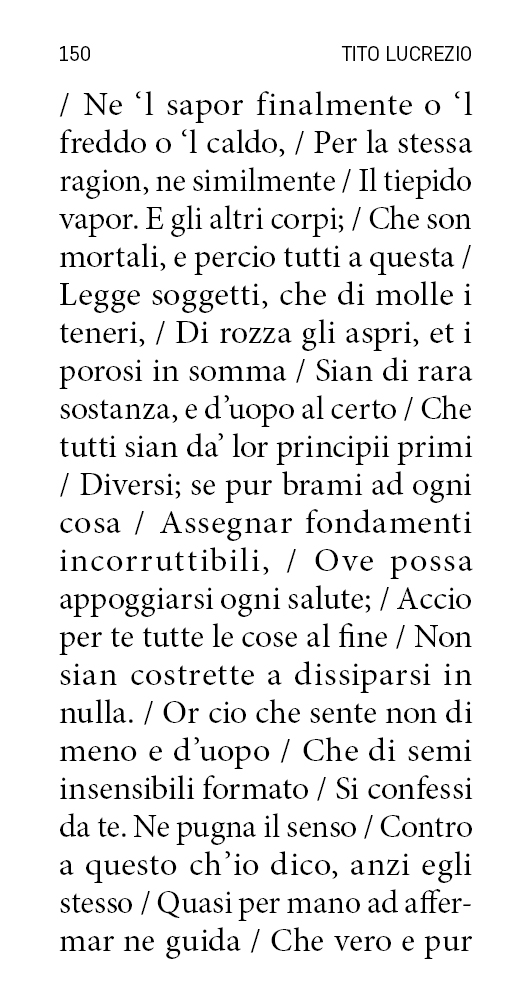 150 TITO LUCREZIO
/ Ne ‘l sapor finalmente o ‘l
freddo o ‘l caldo, / Per la stessa
ragion, ne similmente / Il tiepido
vapor. E gli altri corpi; / Che son
mortali, e percio tutti a questa /
Legge soggetti, che di molle i
teneri, / Di rozza gli aspri, et i
porosi in somma / Sian di rara
sostanza, e d’uopo al certo / Che
tutti sian da’ lor principii primi
/ Diversi; se pur brami ad ogni
cosa / Assegnar fondamenti
incorruttibili, / Ove possa
appoggiarsi ogni salute; / Accio
per te tutte le cose al fine / Non
sian costrette a dissiparsi in
nulla. / Or cio che sente non di
meno e d’uopo / Che di semi
insensibili formato / Si confessi
da te. Ne pugna il senso / Contro
a questo ch’io dico, anzi egli
stesso / Quasi per mano ad affer-
mar ne guida / Che vero e pur